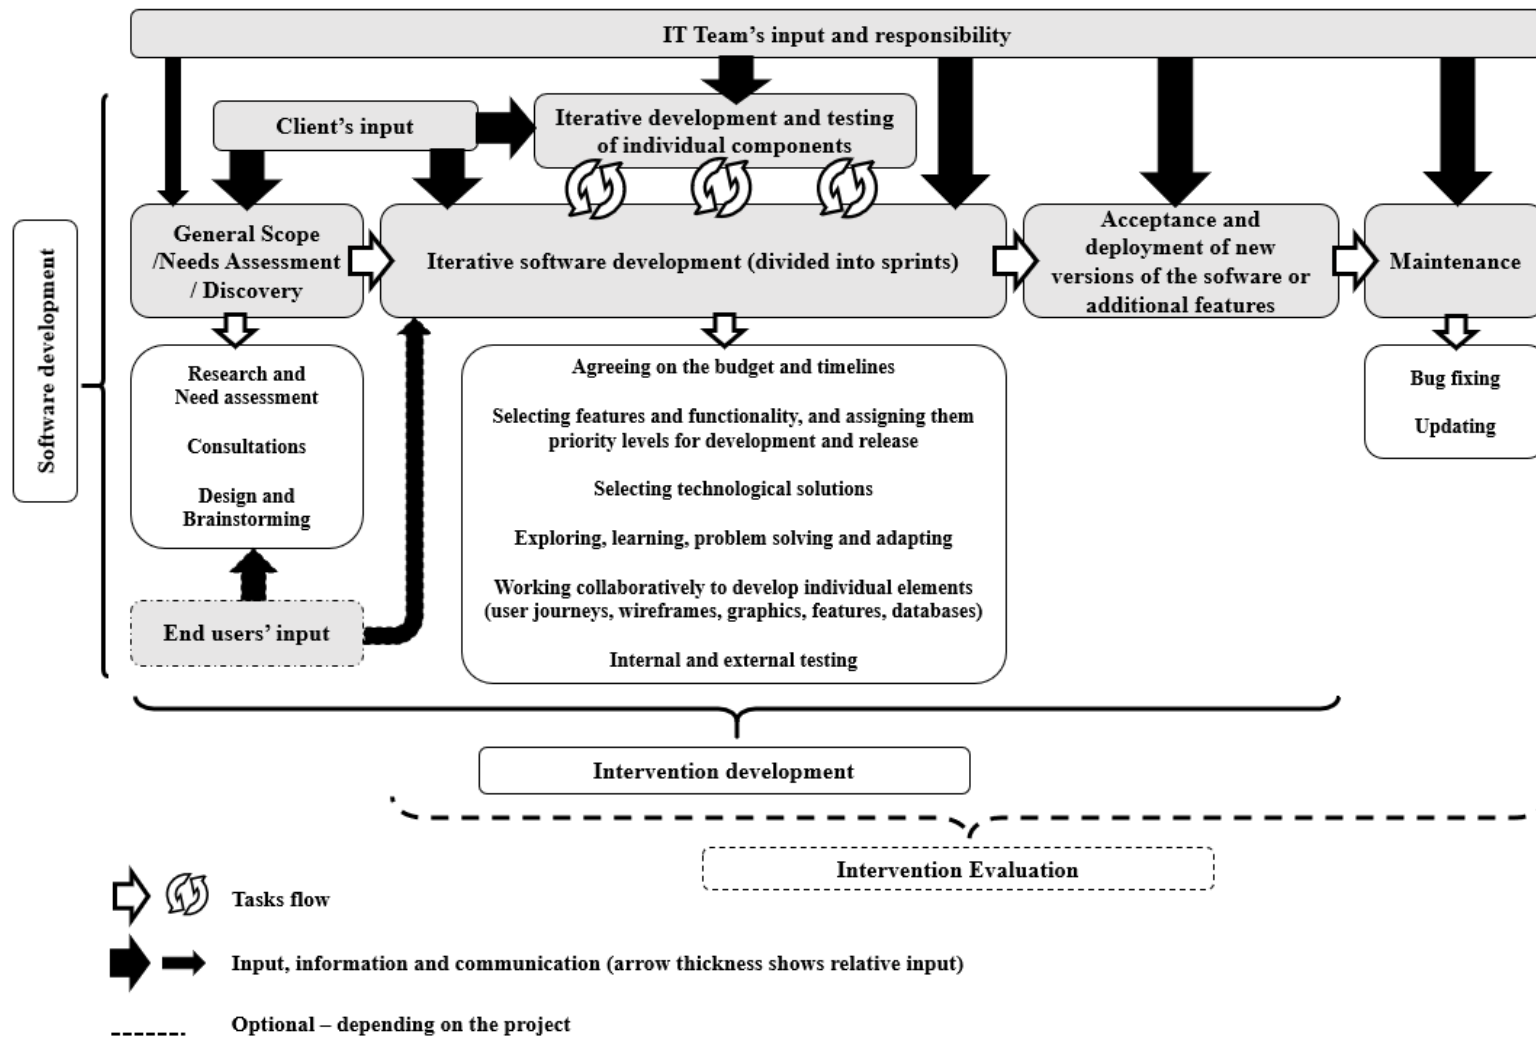 IT Team’s input and responsibility
Client’s input
Iterative development and testing
of individual components
Software development
General Scope
/Needs Assessment
/ Discovery
Iterative software development (divided into sprints)
Acceptance and
deployment of new
versions of the sofware or
additional features
Maintenance
Research and
Need assessment
Consultations
Design and
Brainstorming
End users’ input
Agreeing on the budget and timelines
Selecting features and functionality, and assigning them
priority levels for development and release
Selecting technological solutions
Exploring, learning, problem solving and adapting
Working collaboratively to develop individual elements
(user journeys, wireframes, graphics, features, databases)
Internal and external testing
Bug fixing
Updating
Intervention development
Intervention Evaluation
Tasks flow
Input, information and communication (arrow thickness shows relative input)
Optional – depending on the project